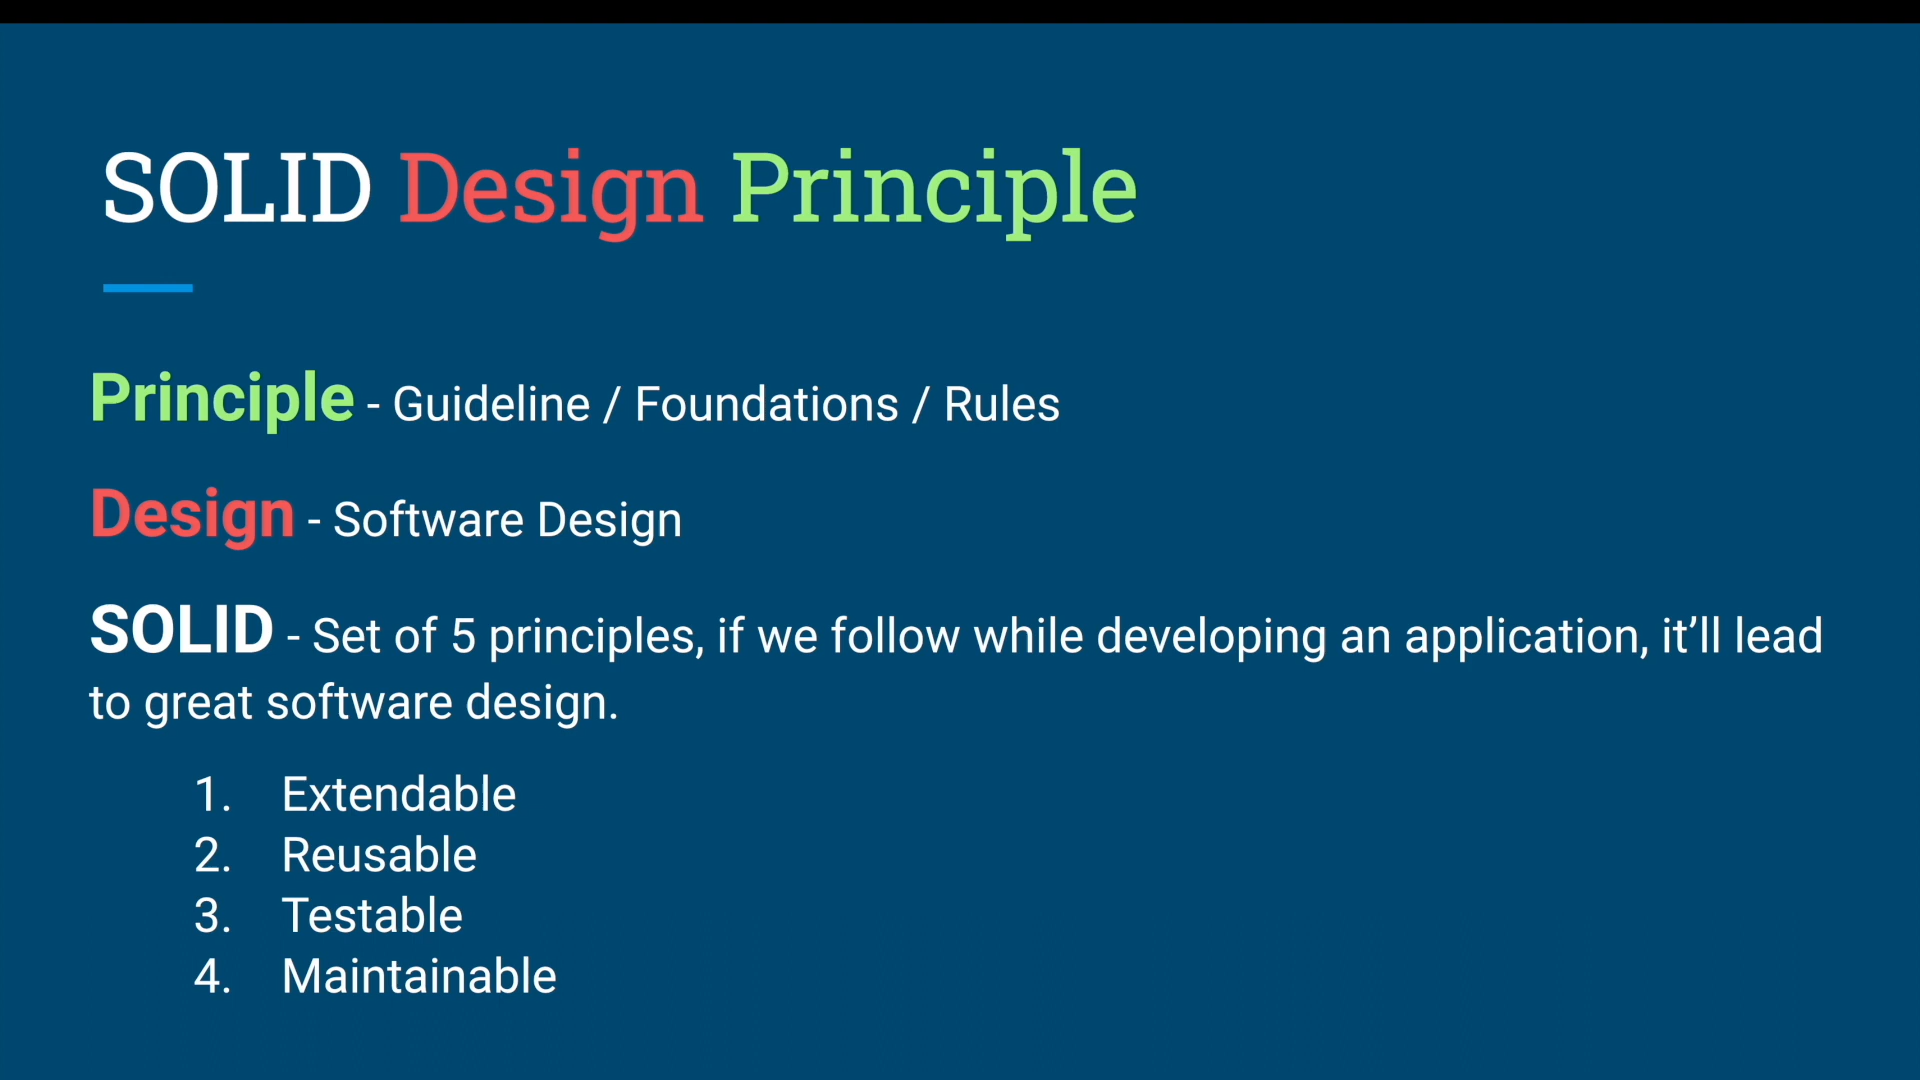 SOLID Design Principle
Principle - Guideline / Foundations / Rules
Design - Software Design
SOLID - Set of 5 principles, if we follow while developing an application, it’ll lead
to great software design.
1. Extendable
2. Reusable
3. Testable
4. Maintainable